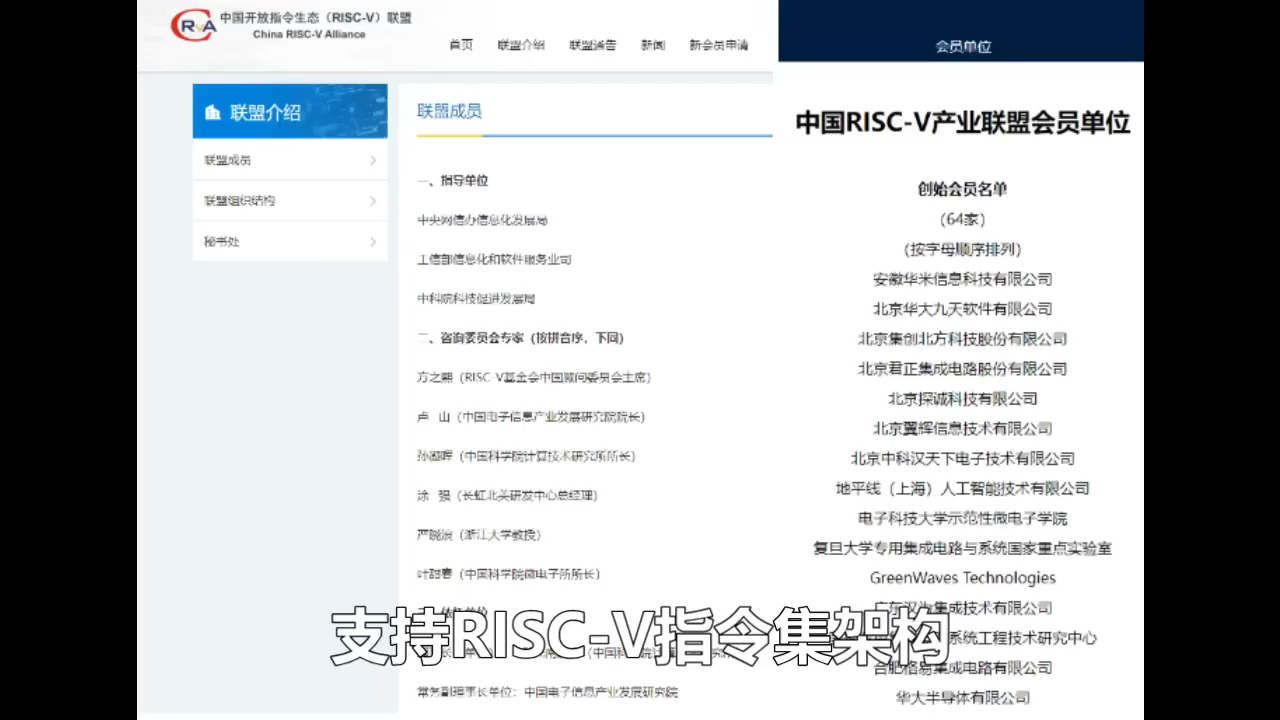 中国开放指令生态（RISC-V）联盟
China RISC-V Alliance
首页 联盟介绍 联盟通告 新闻 新会员申请
联盟介绍
联盟成员
联盟组织结构
秘书处
联盟成员
一、指导单位
中央网信办信息化发展局
工信部信息化和软件服务业司
中科院科技促进发展局
二、咨询委员会专家（按拼音序，下同）
方之熙（RISC-V基金会中国顾问委员会主席）
卢 山（中国电子信息产业发展研究院院长）
孙凝晖（中国科学院计算技术研究所所长）
涂 强（长虹北美研发中心总经理）
严晓浪（浙江大学教授）
叶甜春（中国科学院微电子所所长）
常务副理事长单位：中国电子信息产业发展研究院
会员单位
中国RISC-V产业联盟会员单位
创始会员名单
（64家）
（按字母顺序排列）
安徽华米信息科技有限公司
北京华大九天软件有限公司
北京集创北方科技股份有限公司
北京君正集成电路股份有限公司
北京探诚科技有限公司
北京翼辉信息技术有限公司
北京中科汉天下电子技术有限公司
地平线（上海）人工智能技术有限公司
电子科技大学示范性微电子学院
复旦大学专用集成电路与系统国家重点实验室
GreenWaves Technologies
集成技术有限公司
系统工程技术研究中心
合肥格易集成电路有限公司
华大半导体有限公司
支持RISC-V指令集架构